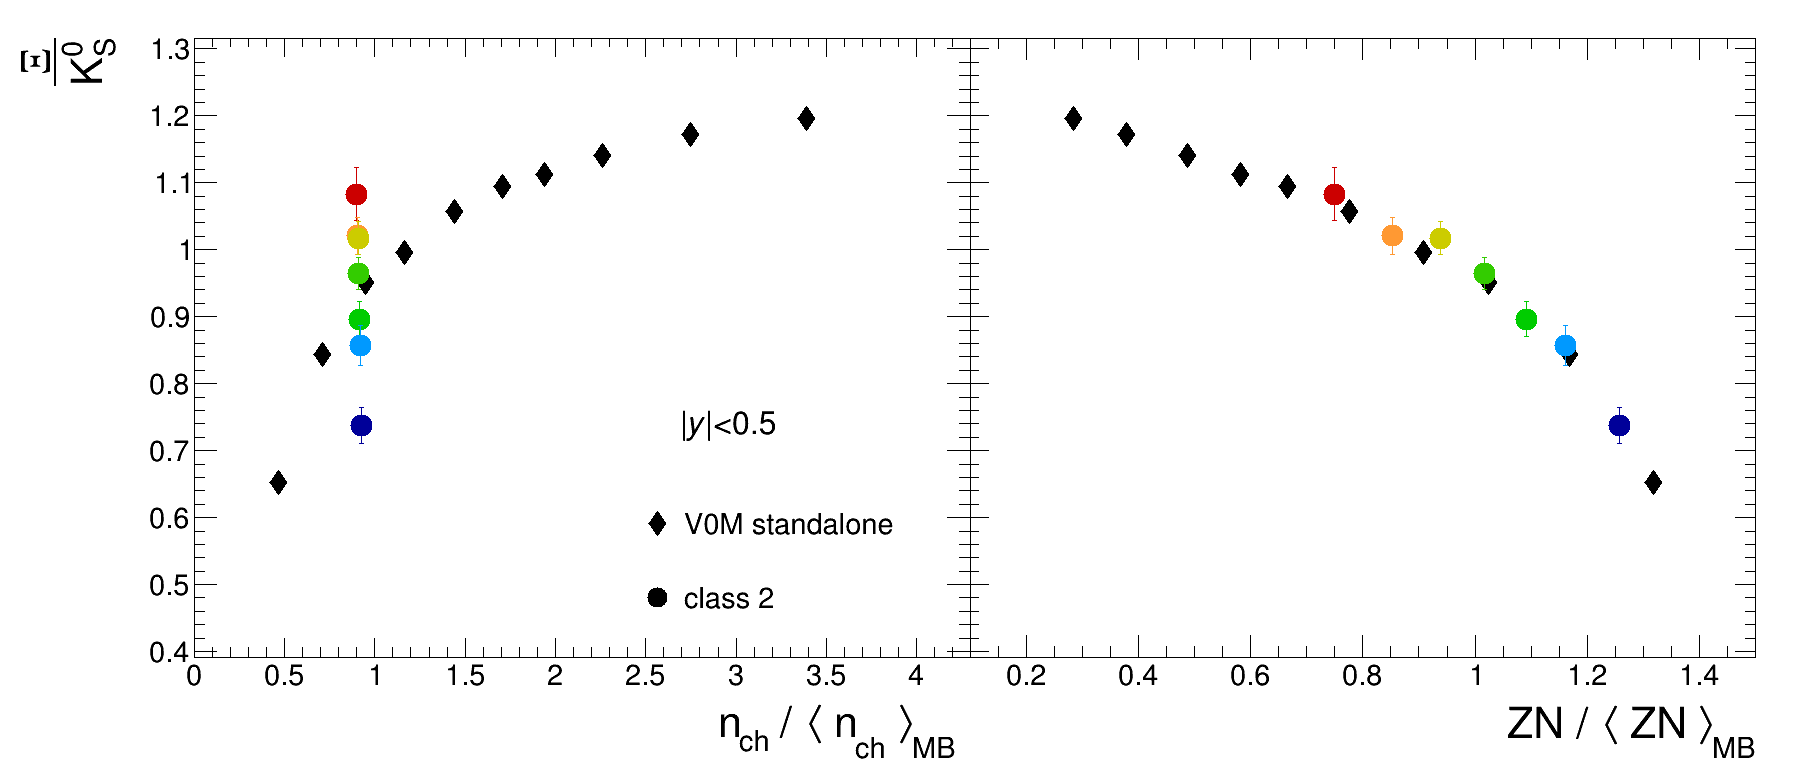 Ξ
K⁰_S
1.3
1.2
1.1
1
0.9
0.8
0.7
0.6
0.5
0.4
|y|<0.5
V0M standalone
class 2
0 0.5 1 1.5 2 2.5 3 3.5 4
0.2 0.4 0.6 0.8 1 1.2 1.4
n_ch / ⟨ n_ch ⟩_MB
ZN / ⟨ ZN ⟩_MB